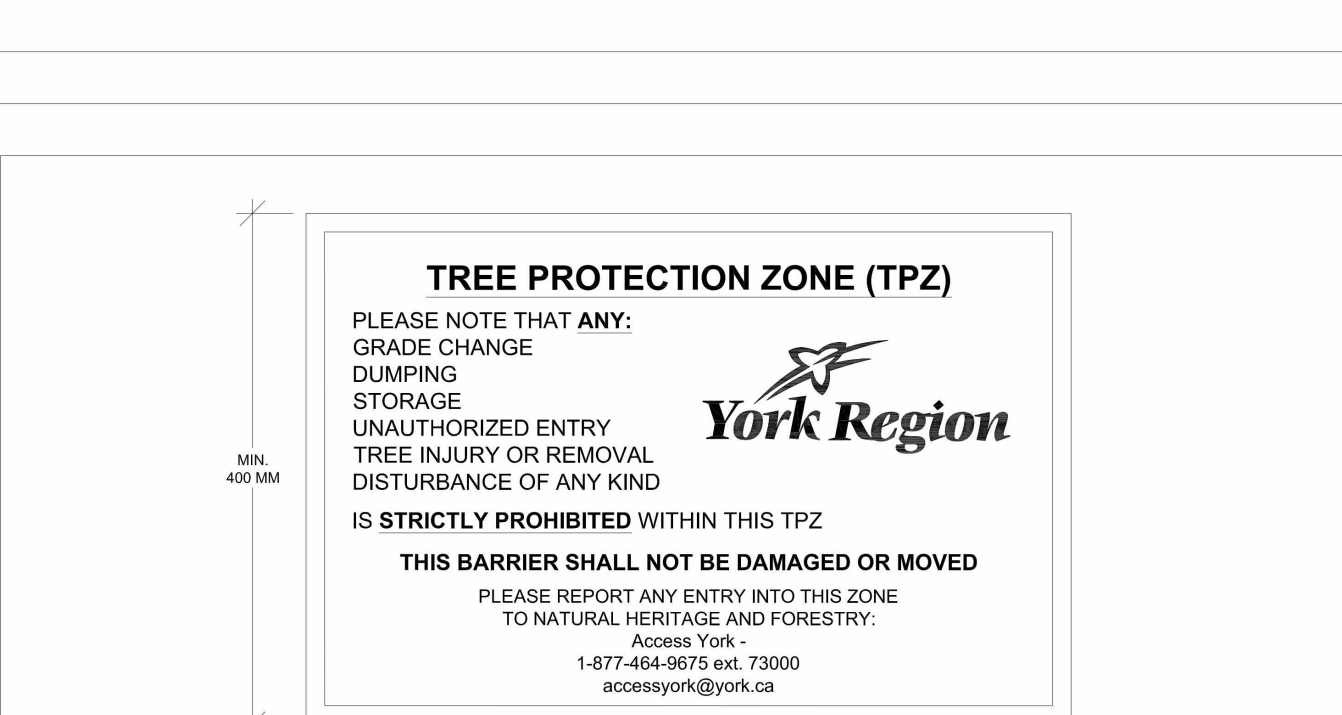 TREE PROTECTION ZONE (TPZ)
PLEASE NOTE THAT ANY:
GRADE CHANGE
DUMPING
STORAGE
UNAUTHORIZED ENTRY
TREE INJURY OR REMOVAL
DISTURBANCE OF ANY KIND
York Region
MIN.
400 MM
IS STRICTLY PROHIBITED WITHIN THIS TPZ
THIS BARRIER SHALL NOT BE DAMAGED OR MOVED
PLEASE REPORT ANY ENTRY INTO THIS ZONE
TO NATURAL HERITAGE AND FORESTRY:
Access York -
1-877-464-9675 ext. 73000
accessyork@york.ca